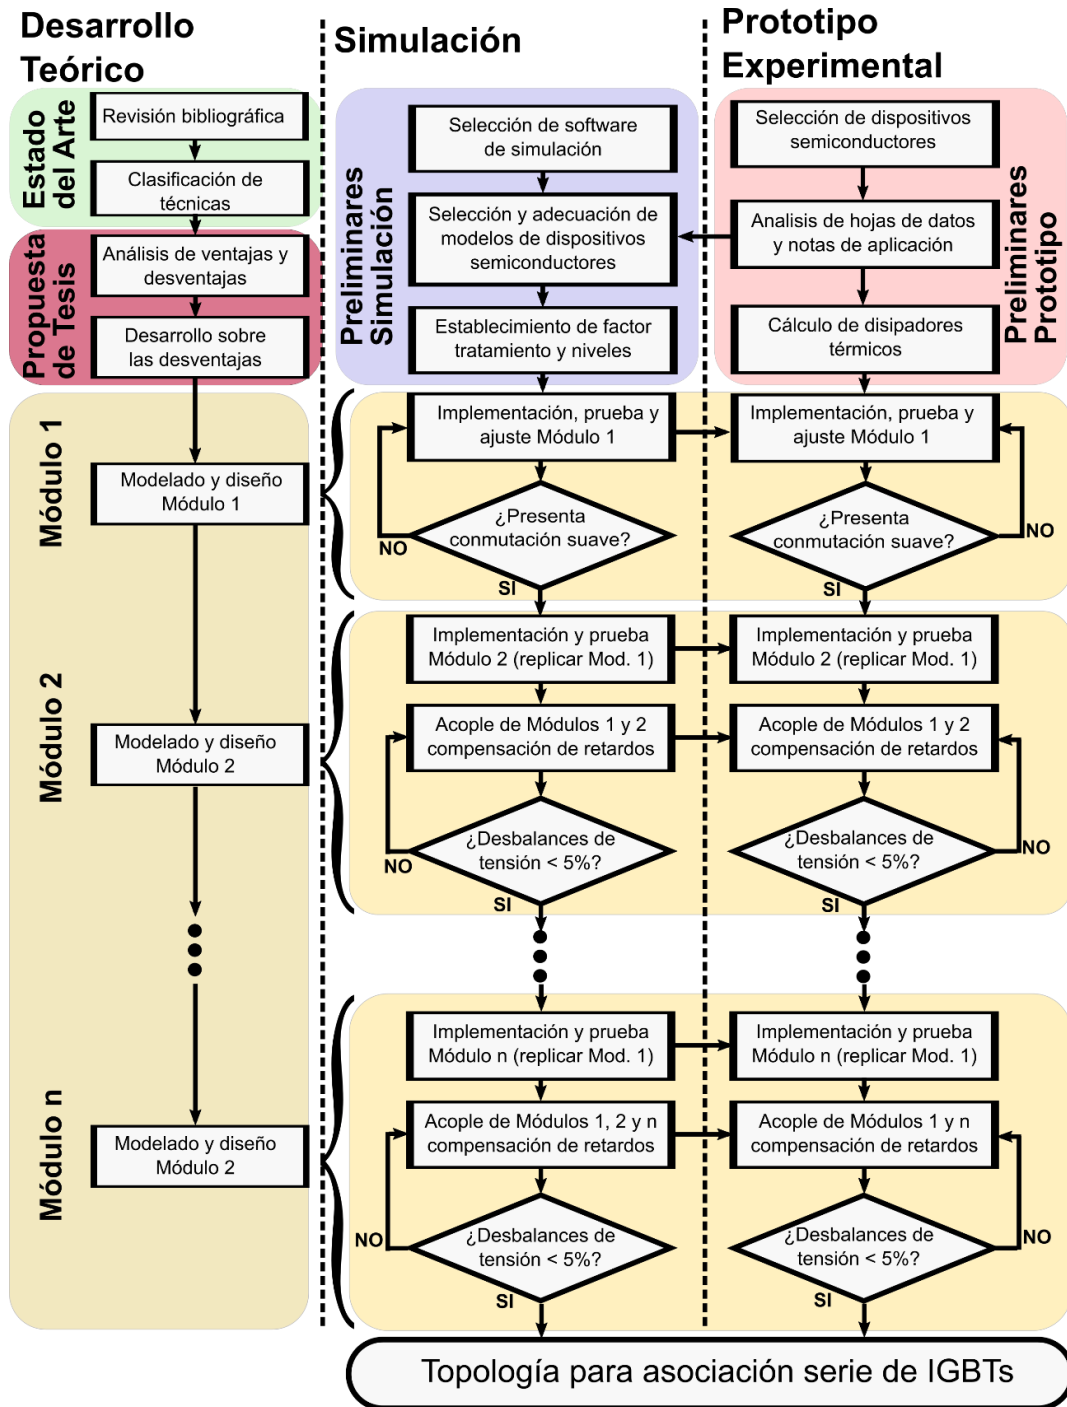 Desarrollo
Teórico
Estado
del Arte
Revisión bibliográfica
Clasificación de
técnicas
Propuesta
de Tesis
Análisis de ventajas y
desventajas
Desarrollo sobre
las desventajas
Módulo 1
Modelado y diseño
Módulo 1
Módulo 2
Modelado y diseño
Módulo 2
Módulo n
Modelado y diseño
Módulo 2
Simulación
Preliminares
Simulación
Selección de software
de simulación
Selección y adecuación de
modelos de dispositivos
semiconductores
Establecimiento de factor
tratamiento y niveles
Implementación, prueba y
ajuste Módulo 1
¿Presenta
conmutación suave?
NO
SI
Implementación y prueba
Módulo 2 (replicar Mod. 1)
Acople de Módulos 1 y 2
compensación de retardos
¿Desbalances de
tensión < 5%?
NO
SI
Implementación y prueba
Módulo n (replicar Mod. 1)
Acople de Módulos 1, 2 y n
compensación de retardos
¿Desbalances de
tensión < 5%?
NO
SI
Prototipo
Experimental
Preliminares
Prototipo
Selección de dispositivos
semiconductores
Analisis de hojas de datos
y notas de aplicación
Cálculo de disipadores
térmicos
Implementación, prueba y
ajuste Módulo 1
¿Presenta
conmutación suave?
NO
SI
Implementación y prueba
Módulo 2 (replicar Mod. 1)
Acople de Módulos 1 y 2
compensación de retardos
¿Desbalances de
tensión < 5%?
NO
SI
Implementación y prueba
Módulo n (replicar Mod. 1)
Acople de Módulos 1 y n
compensación de retardos
¿Desbalances de
tensión < 5%?
NO
SI
Topología para asociación serie de IGBTs